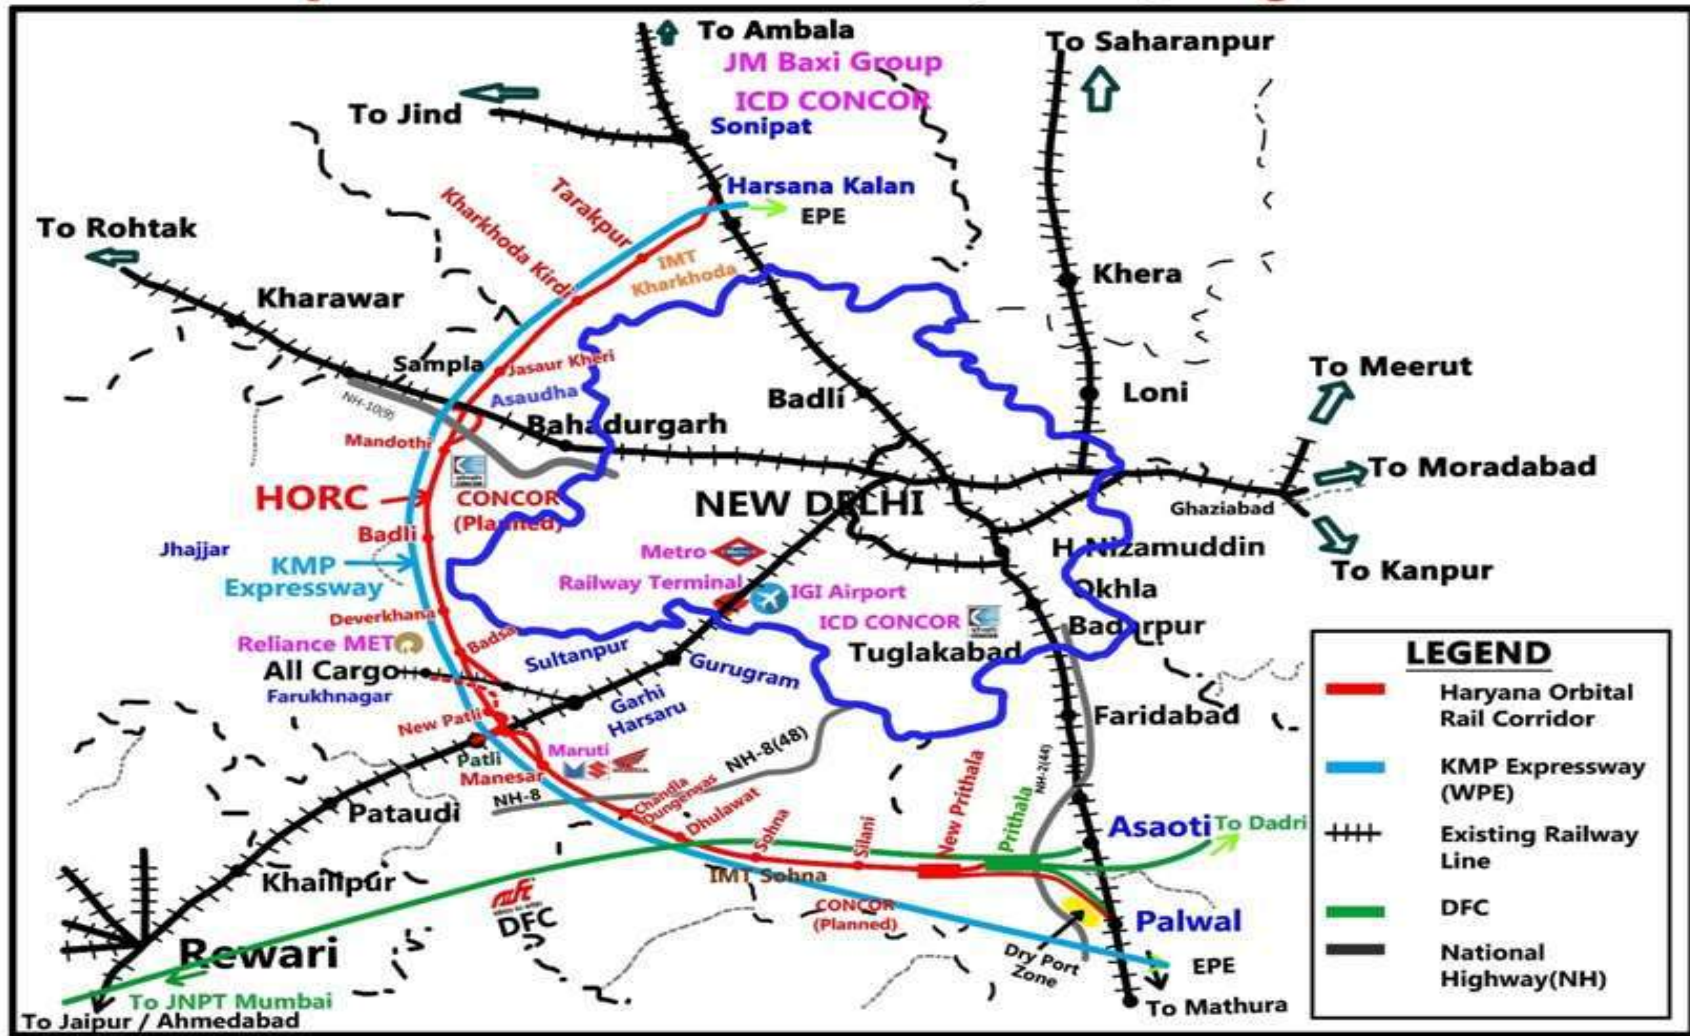 To Ambala
To Saharanpur
JM Baxi Group
ICD CONCOR
To Jind
Sonipat
Harsana Kalan
EPE
Tarakpur
Kharkhoda Kirdi
To Rohtak
IMT
Kharkhoda
Khera
Kharawar
Sampla
Jasaur Kheri
To Meerut
NH-10(9)
Asaudha
Badli
Loni
Bahadurgarh
Mandothi
To Moradabad
HORC
CONCOR
(Planned)
NEW DELHI
Ghaziabad
Badli
Jhajjar
Metro
H Nizamuddin
KMP
Expressway
Railway Terminal
IGI Airport
Okhla
To Kanpur
Deverkhana
ICD CONCOR
Badarpur
Reliance MET
Badsa
Sultanpur
Tuglakabad
All Cargo
Gurugram
Farukhnagar
Garhi
Harsaru
New Patli
Faridabad
Patli
Maruti
Manesar
NH-8(48)
NH-8
Chandla
Dungerwas
Dhulawat
Sohna
Silani
New Prithala
Prithala
NH-2(44)
Pataudi
Asaoti
To Dadri
Khalilpur
IMT Sohna
DFC
CONCOR
(Planned)
Palwal
Rewari
Dry Port
Zone
EPE
To JNPT Mumbai
To Mathura
To Jaipur / Ahmedabad
LEGEND
Haryana Orbital
Rail Corridor
KMP Expressway
(WPE)
Existing Railway
Line
DFC
National
Highway(NH)